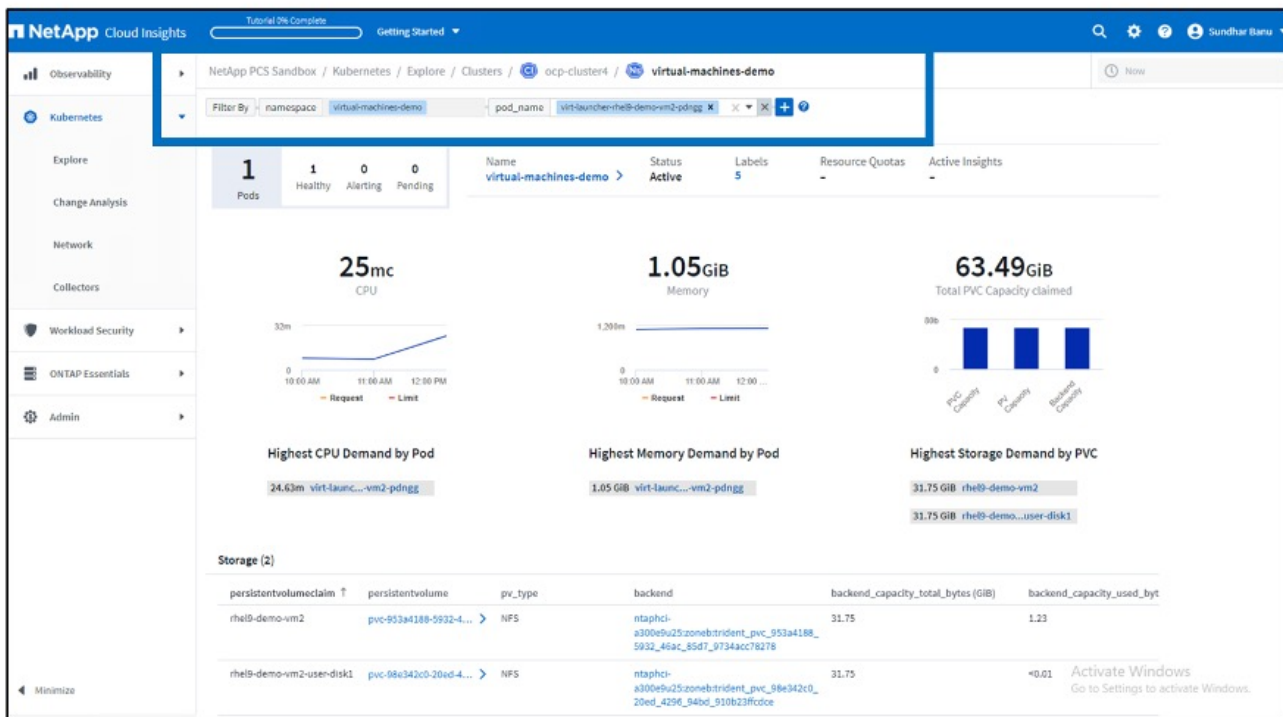 NetApp Cloud Insights
Tutorial 0% Complete
Getting Started
Sundhar Banu
Observability
Kubernetes
Explore
Change Analysis
Network
Collectors
Workload Security
ONTAP Essentials
Admin
Minimize
NetApp PCS Sandbox / Kubernetes / Explore / Clusters / ocp-cluster4 / virtual-machines-demo
Now
Filter By namespace virtual-machines-demo pod_name virt-launcher-rhel9-demo-vm2-pdngg
1 Pods
1 Healthy
0 Alerting
0 Pending
Name Status Labels Resource Quotas Active Insights
virtual-machines-demo Active 5 - -
25mc
CPU
32m
0
10:00 AM 11:00 AM 12:00 PM
Request Limit
1.05GiB
Memory
1,200m
0
10:00 AM 11:00 AM 12:00 ...
Request Limit
63.49GiB
Total PVC Capacity claimed
80b
0
PVC Capacity
PV Capacity
Backend Capacity
Highest CPU Demand by Pod
24.63m virt-launc...-vm2-pdngg
Highest Memory Demand by Pod
1.05 GiB virt-launc...-vm2-pdngg
Highest Storage Demand by PVC
31.75 GiB rhel9-demo-vm2
31.75 GiB rhel9-demo...user-disk1
Storage (2)
persistentvolumeclaim persistentvolume pv_type backend backend_capacity_total_bytes (GiB) backend_capacity_used_byt
rhel9-demo-vm2 pvc-953a4188-5932-4... NFS ntaphci- 31.75 1.23
a300e9u25:zoneb:trident_pvc_953a4188_
5932_46ac_85d7_9734acc78278
rhel9-demo-vm2-user-disk1 pvc-98e342c0-20ed-4... NFS ntaphci- 31.75 <0.01
a300e9u25:zoneb:trident_pvc_98e342c0_
20ed_4296_94bd_910b23ffcdce
Activate Windows
Go to Settings to activate Windows.